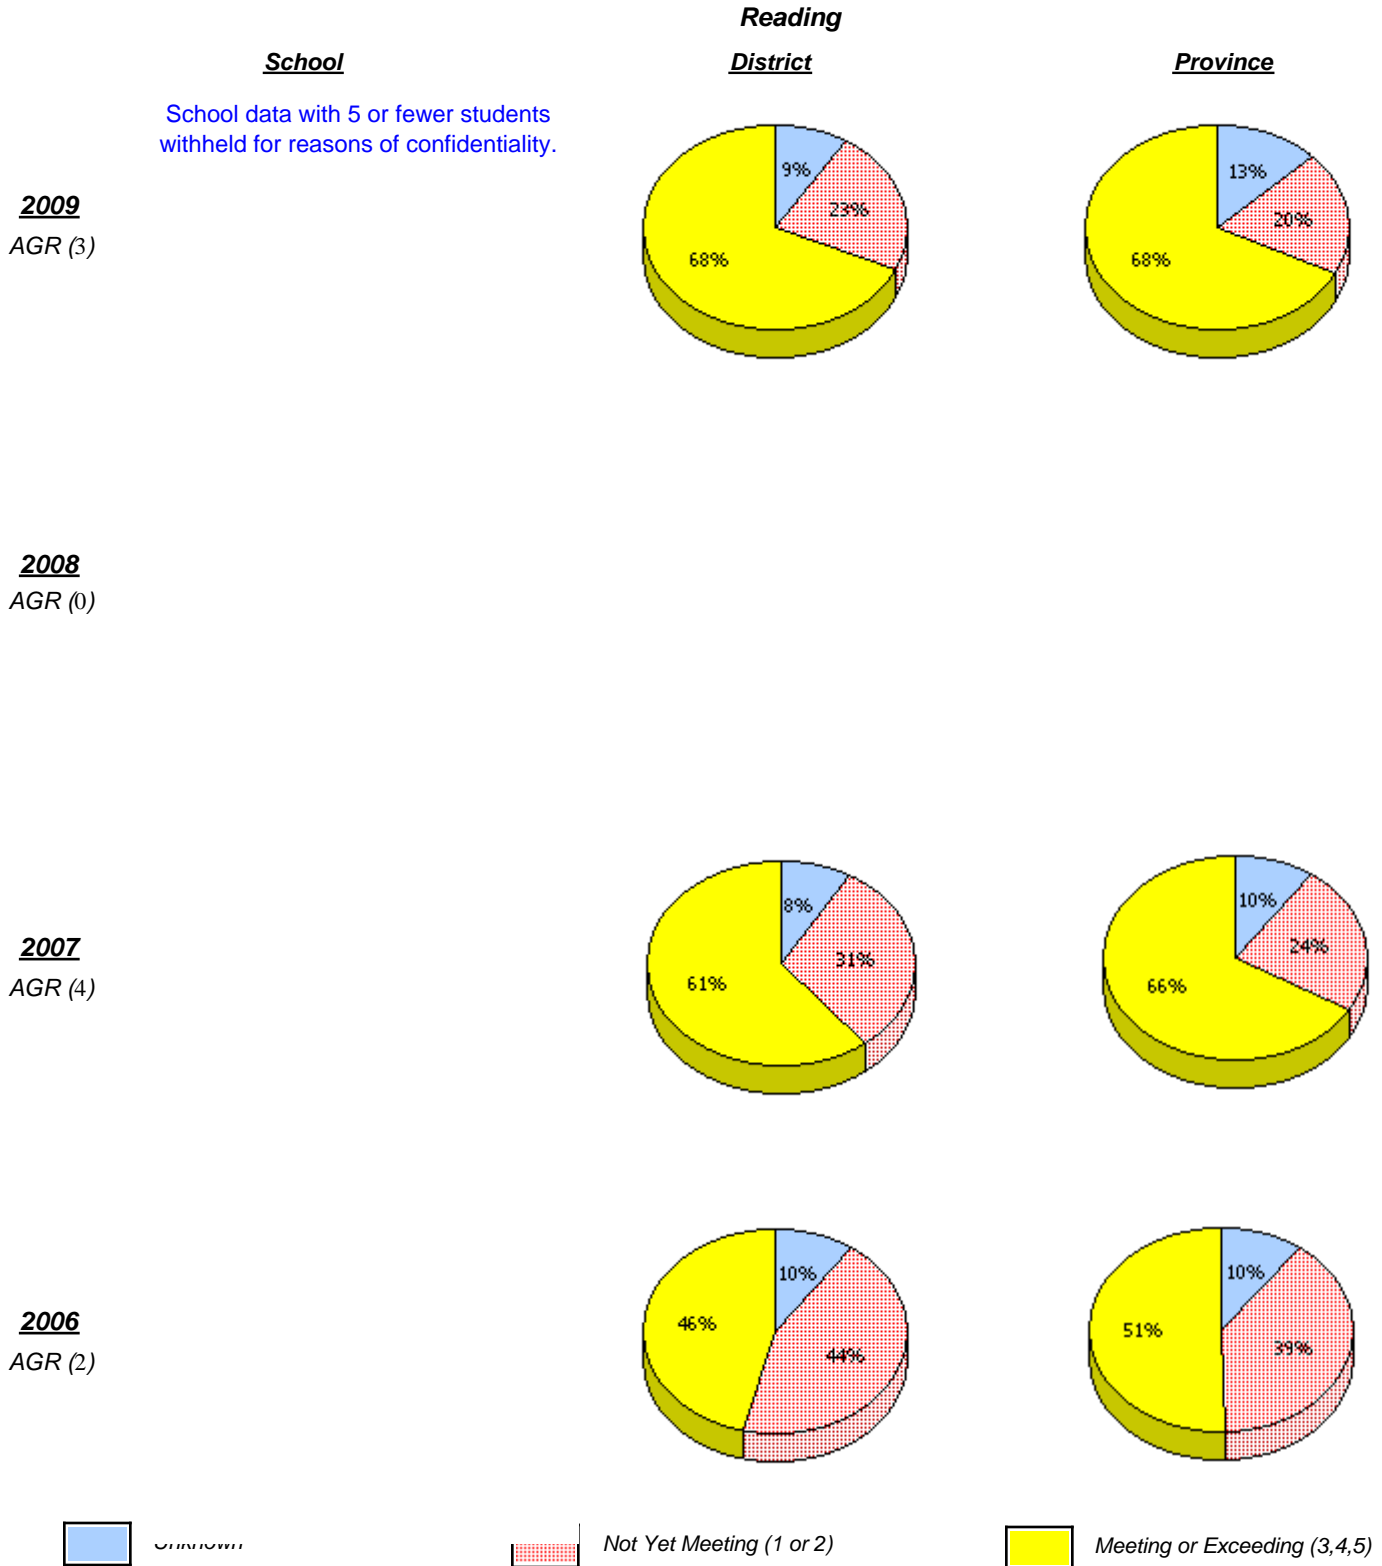 Reading
School District Province
School data with 5 or fewer students
withheld for reasons of confidentiality.
9% 13%
2009
23% 20%
AGR (3)
68% 68%
2008
AGR (0)
8% 10%
2007
31% 24%
AGR (4)
61% 66%
10% 10%
2006
46% 51%
AGR (2)
44% 39%
Unknown Not Yet Meeting (1 or 2) Meeting or Exceeding (3,4,5)